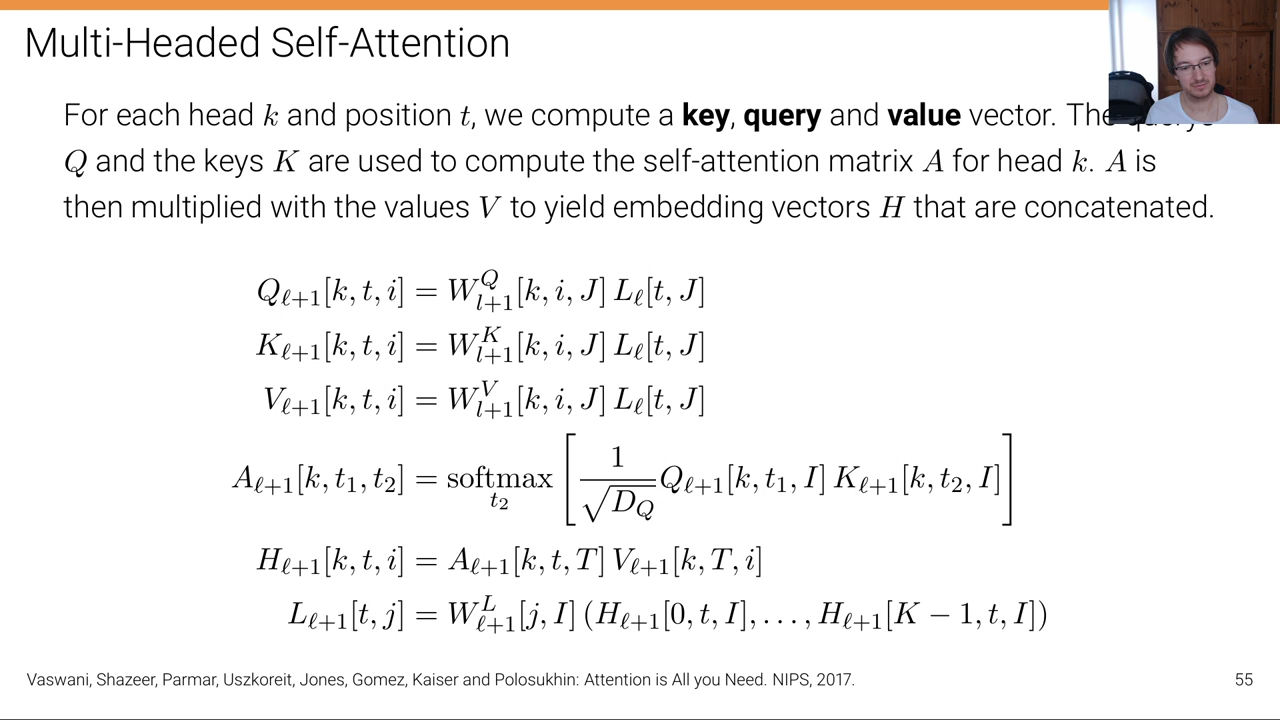 Multi-Headed Self-Attention
For each head k and position t, we compute a key, query and value vector. The
Q and the keys K are used to compute the self-attention matrix A for head k. A is
then multiplied with the values V to yield embedding vectors H that are concatenated.
Q_{ℓ+1}[k, t, i] = W^Q_{l+1}[k, i, J] L_ℓ[t, J]
K_{ℓ+1}[k, t, i] = W^K_{l+1}[k, i, J] L_ℓ[t, J]
V_{ℓ+1}[k, t, i] = W^V_{l+1}[k, i, J] L_ℓ[t, J]
A_{ℓ+1}[k, t_1, t_2] = softmax_{t_2} [ \frac{1}{\sqrt{D_Q}} Q_{ℓ+1}[k, t_1, I] K_{ℓ+1}[k, t_2, I] ]
H_{ℓ+1}[k, t, i] = A_{ℓ+1}[k, t, T] V_{ℓ+1}[k, T, i]
L_{ℓ+1}[t, j] = W^L_{ℓ+1}[j, I] (H_{ℓ+1}[0, t, I], . . . , H_{ℓ+1}[K − 1, t, I])
Vaswani, Shazeer, Parmar, Uszkoreit, Jones, Gomez, Kaiser and Polosukhin: Attention is All you Need. NIPS, 2017.
55